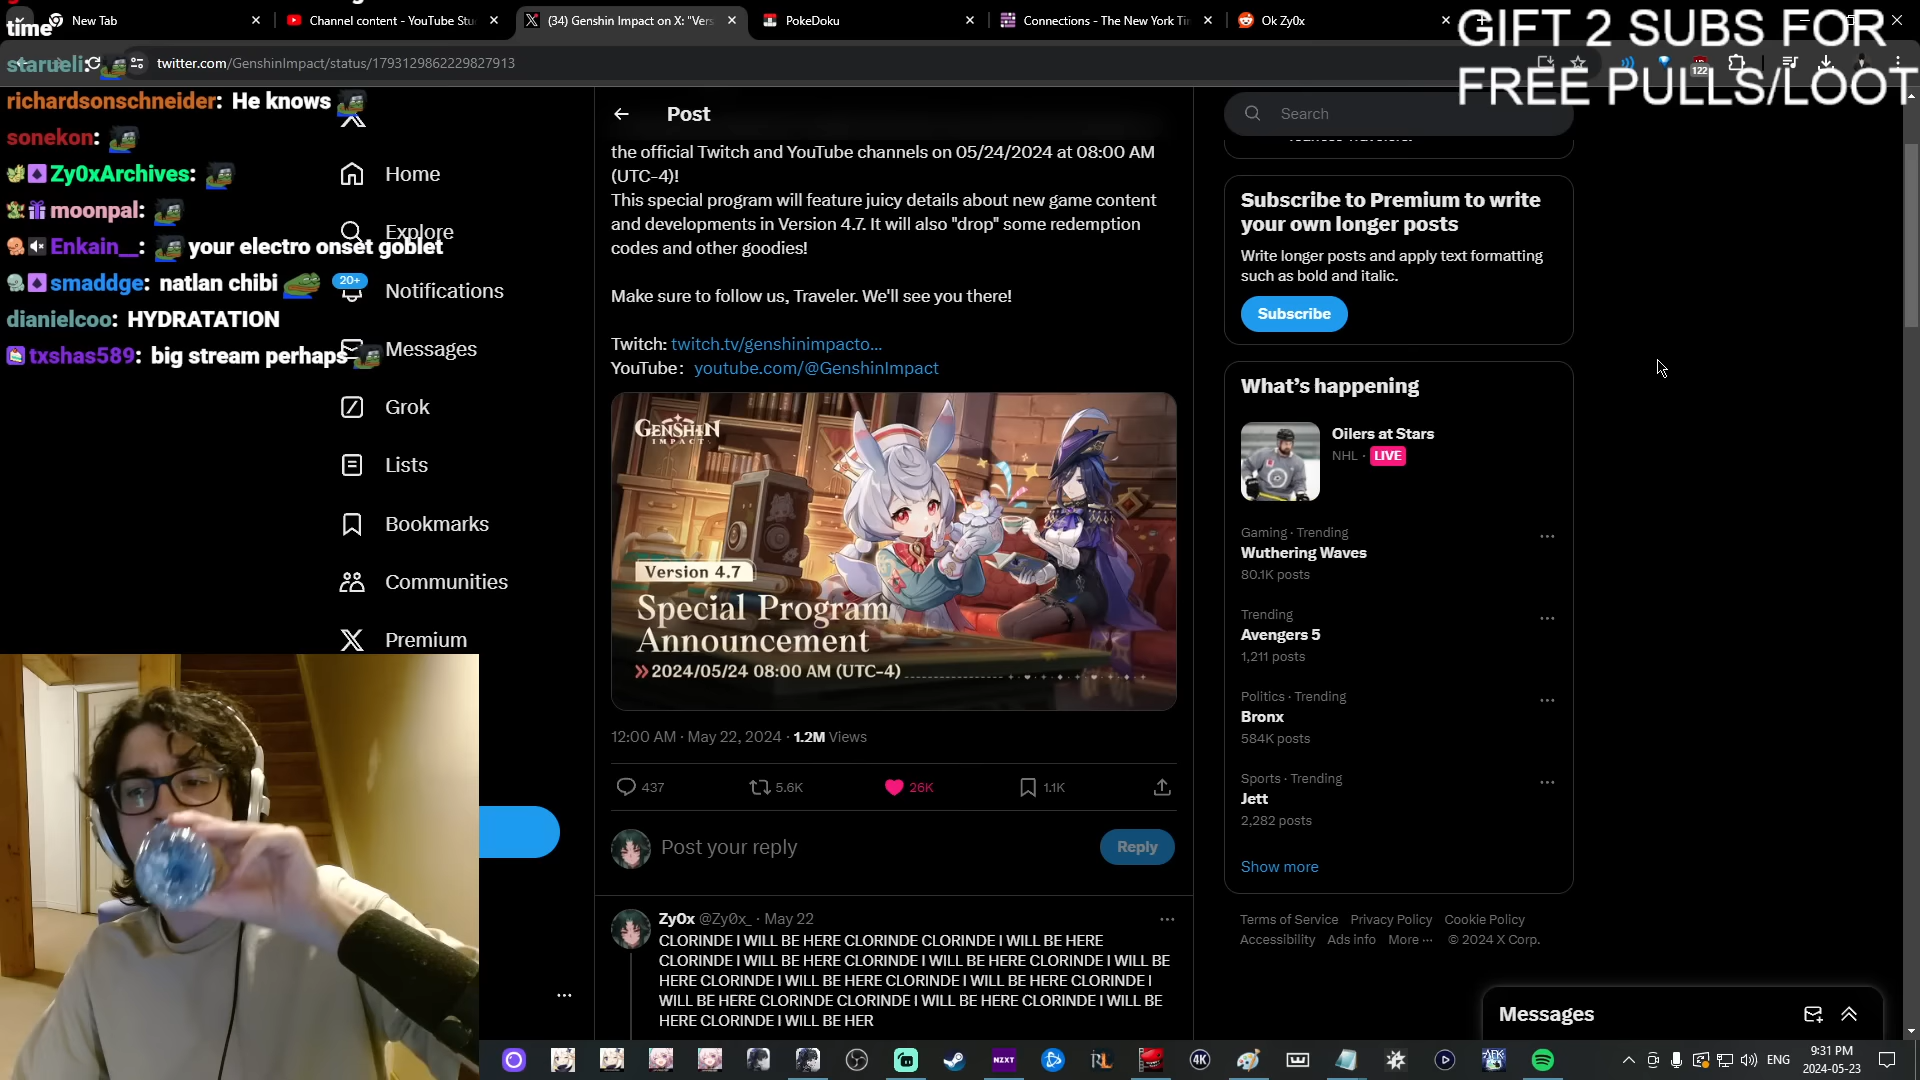 time
New Tab
Channel content - YouTube Stu
(34) Genshin Impact on X: "Vers
PokeDoku
Connections - The New York Tim
Ok Zy0x
GIFT 2 SUBS FOR
FREE PULLS/LOOT
twitter.com/GenshinImpact/status/1793129862229827913
122
starueli:
richardsonschneider: He knows
sonekon:
Zy0xArchives:
moonpal:
Enkain__: your electro onset goblet
smaddge: natlan chibi
dianielcoo: HYDRATATION
txshas589: big stream perhaps
Home
Explore
20+
Notifications
Messages
Grok
Lists
Bookmarks
Communities
Premium
Post
the official Twitch and YouTube channels on 05/24/2024 at 08:00 AM
(UTC-4)!
This special program will feature juicy details about new game content
and developments in Version 4.7. It will also "drop" some redemption
codes and other goodies!
Make sure to follow us, Traveler. We'll see you there!
Twitch: twitch.tv/genshinimpacto...
YouTube: youtube.com/@GenshinImpact
GENSHIN
IMPACT
Version 4.7
Special Program
Announcement
2024/05/24 08:00 AM (UTC-4)
12:00 AM · May 22, 2024 · 1.2M Views
437
5.6K
26K
1.1K
Post your reply
Reply
Zy0x @Zy0x_ · May 22
CLORINDE I WILL BE HERE CLORINDE CLORINDE I WILL BE HERE
CLORINDE I WILL BE HERE CLORINDE I WILL BE HERE CLORINDE I WILL BE
HERE CLORINDE I WILL BE HERE CLORINDE I WILL BE HERE CLORINDE I
WILL BE HERE CLORINDE CLORINDE I WILL BE HERE CLORINDE I WILL BE
HERE CLORINDE I WILL BE HER
Search
Subscribe to Premium to write
your own longer posts
Write longer posts and apply text formatting
such as bold and italic.
Subscribe
What's happening
Oilers at Stars
NHL · LIVE
Gaming · Trending
Wuthering Waves
80.1K posts
Trending
Avengers 5
1,211 posts
Politics · Trending
Bronx
584K posts
Sports · Trending
Jett
2,282 posts
Show more
Terms of Service Privacy Policy Cookie Policy
Accessibility Ads info More ··· © 2024 X Corp.
Messages
NZXT
4K
AFK
ENG
9:31 PM
2024-05-23